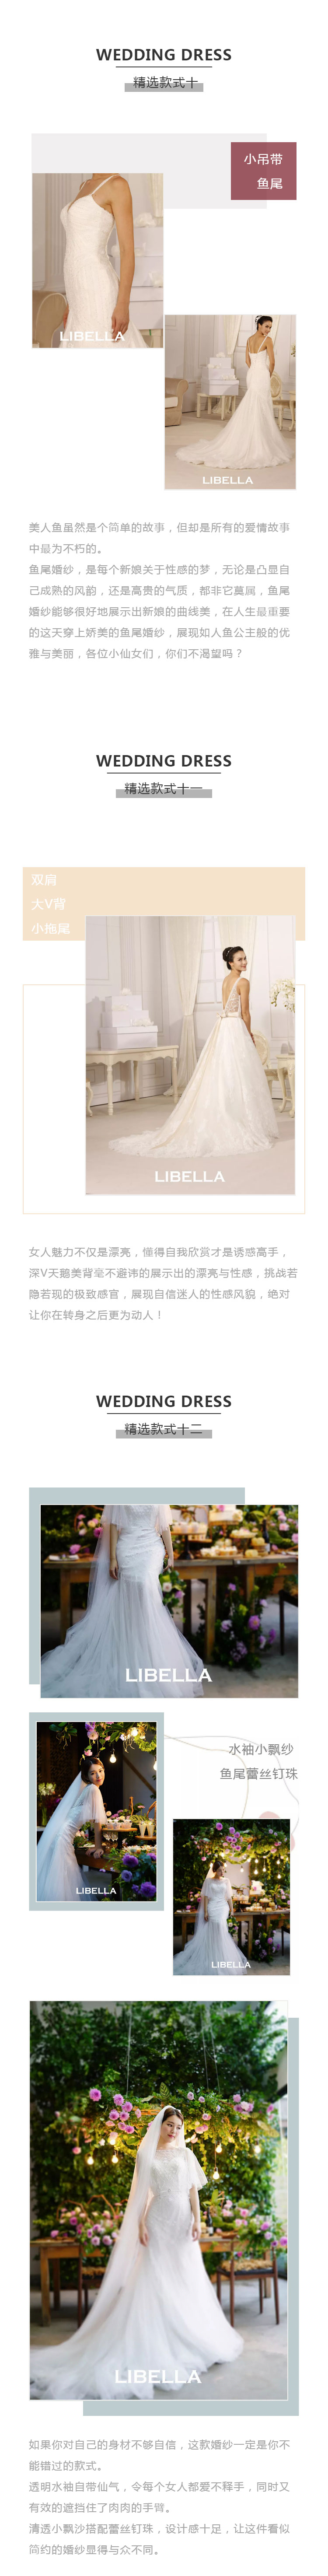 WEDDING DRESS
精选款式十
小吊带
鱼尾
LIBELLA
LIBELLA
美人鱼虽然是个简单的故事，但却是所有的爱情故事
中最为不朽的。
鱼尾婚纱，是每个新娘关于性感的梦，无论是凸显自
己成熟的风韵，还是高贵的气质，都非它莫属，鱼尾
婚纱能够很好地展示出新娘的曲线美，在人生最重要
的这天穿上娇美的鱼尾婚纱，展现如人鱼公主般的优
雅与美丽，各位小仙女们，你们不渴望吗？
WEDDING DRESS
精选款式十一
双肩
大V背
小拖尾
LIBELLA
女人魅力不仅是漂亮，懂得自我欣赏才是诱惑高手，
深V天鹅美背毫不避讳的展示出的漂亮与性感，挑战若
隐若现的极致感官，展现自信迷人的性感风貌，绝对
让你在转身之后更为动人！
WEDDING DRESS
精选款式十二
LIBELLA
水袖小飘纱
鱼尾蕾丝钉珠
LIBELLA
LIBELLA
LIBELLA
如果你对自己的身材不够自信，这款婚纱一定是你不
能错过的款式。
透明水袖自带仙气，令每个女人都爱不释手，同时又
有效的遮挡住了肉肉的手臂。
清透小飘沙搭配蕾丝钉珠，设计感十足，让这件看似
简约的婚纱显得与众不同。